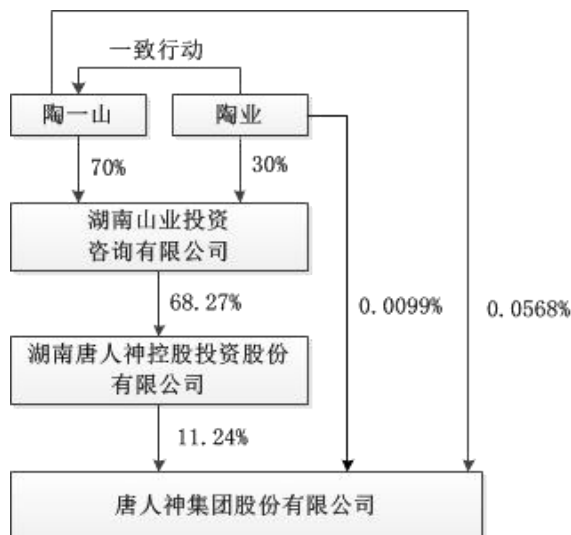 一致行动
陶一山
陶业
70%
30%
湖南山业投资
咨询有限公司
68.27%
0.0099%
0.0568%
湖南唐人神控股投资股份
有限公司
11.24%
唐人神集团股份有限公司